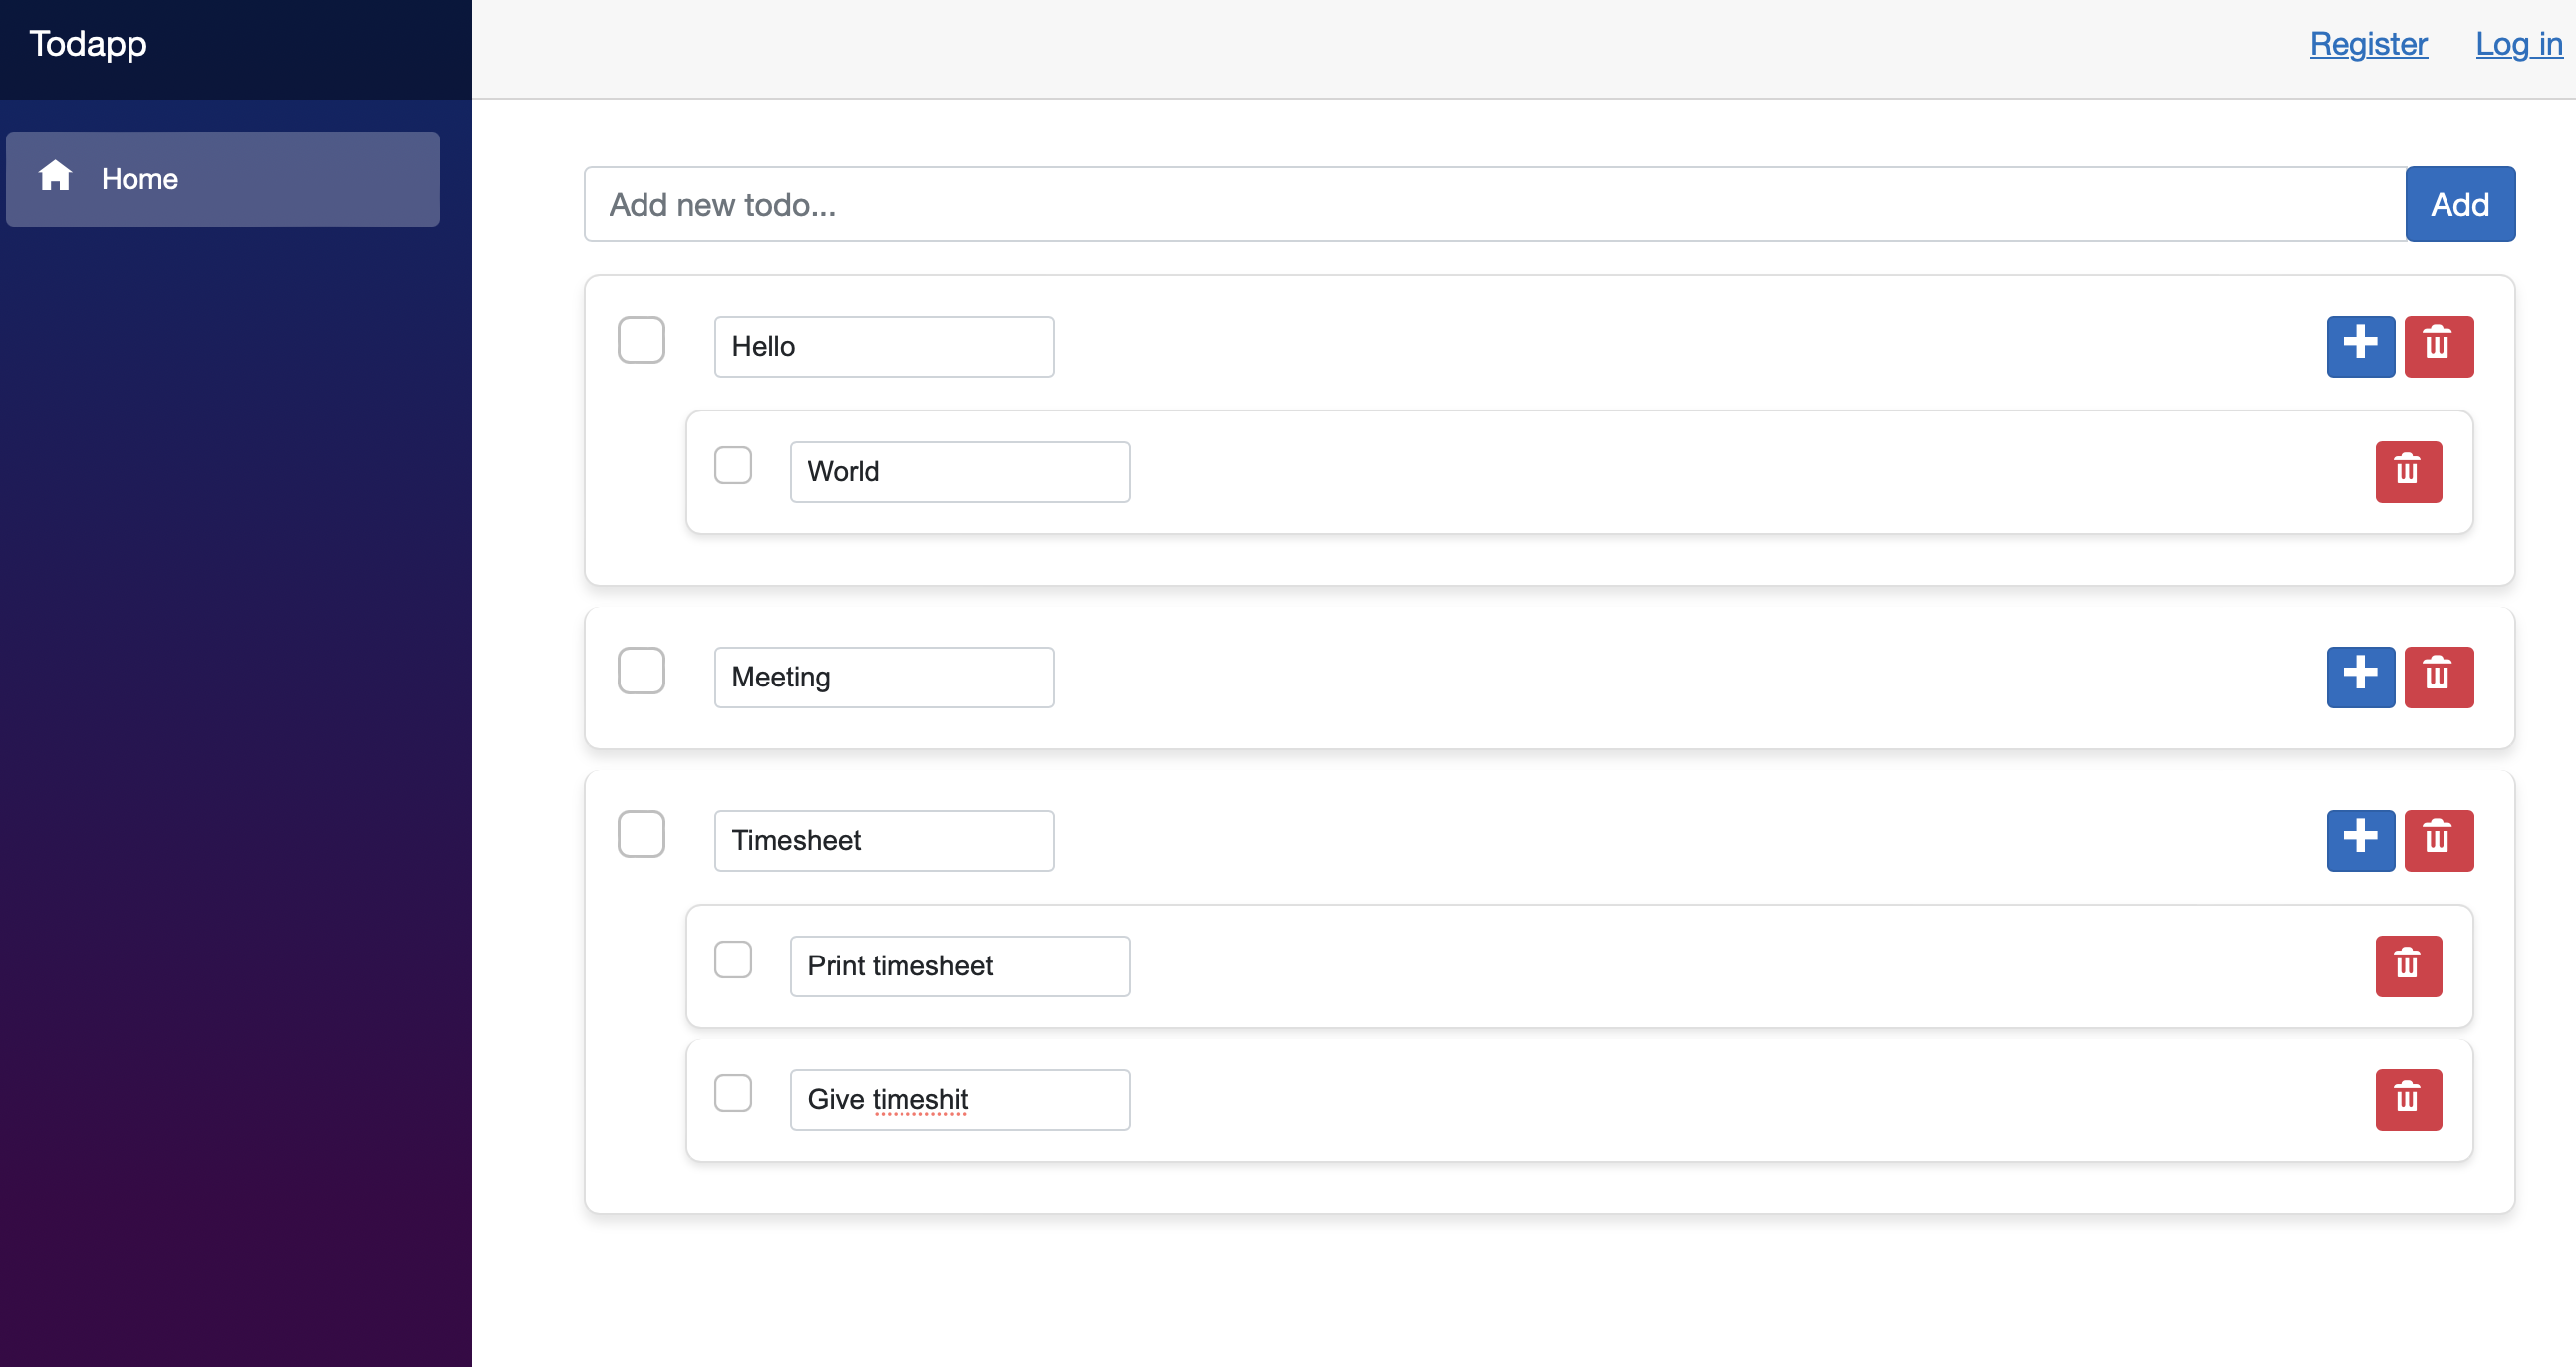 Todapp
Register Log in
Home
Add new todo... Add
Hello
World
Meeting
Timesheet
Print timesheet
Give timeshit